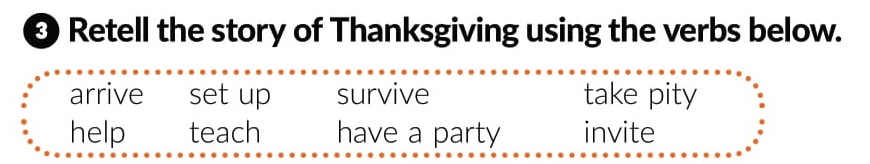 3 Retell the story of Thanksgiving using the verbs below.
arrive set up survive take pity
help teach have a party invite